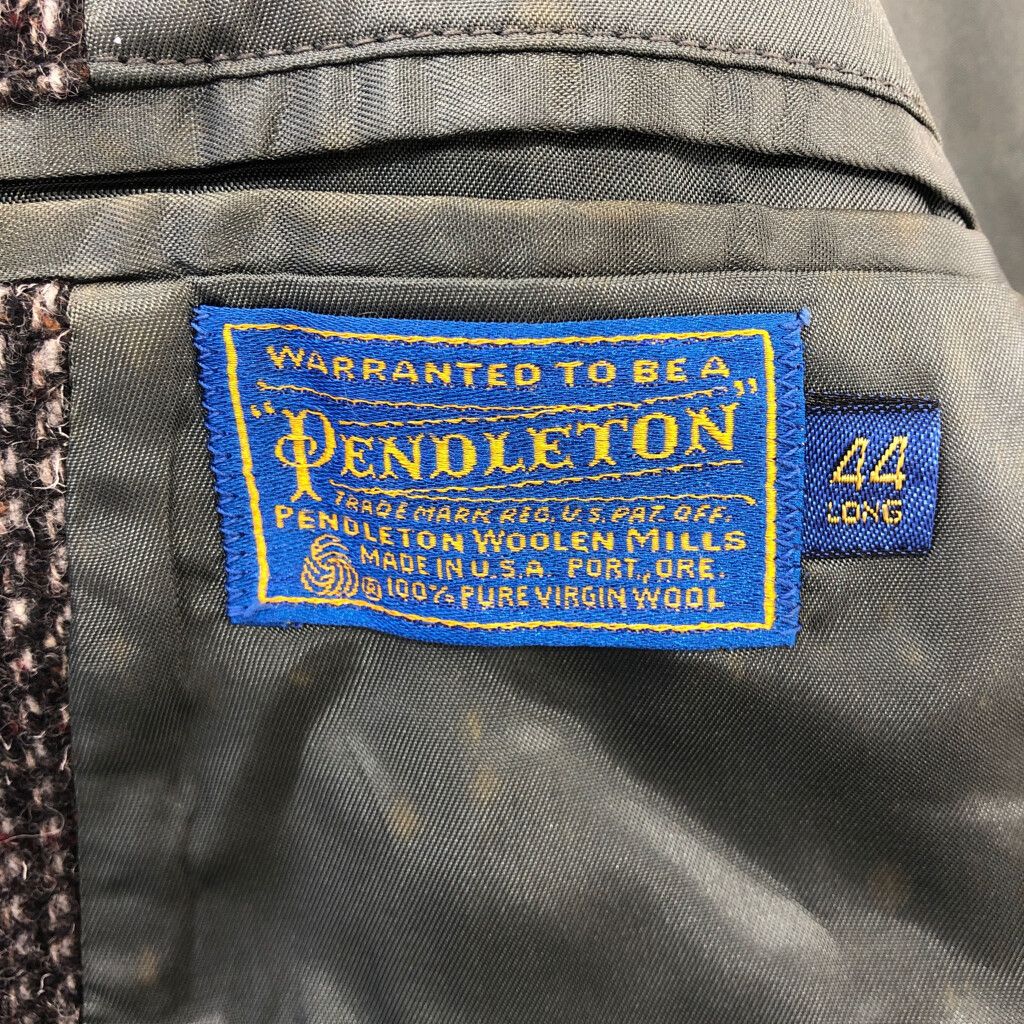 WARRANTED TO BE A
"PENDLETON"
TRADE MARK REG. U.S. PAT. OFF.
PENDLETON WOOLEN MILLS
MADE IN U.S.A. PORT., ORE.
® 100% PURE VIRGIN WOOL
44
LONG